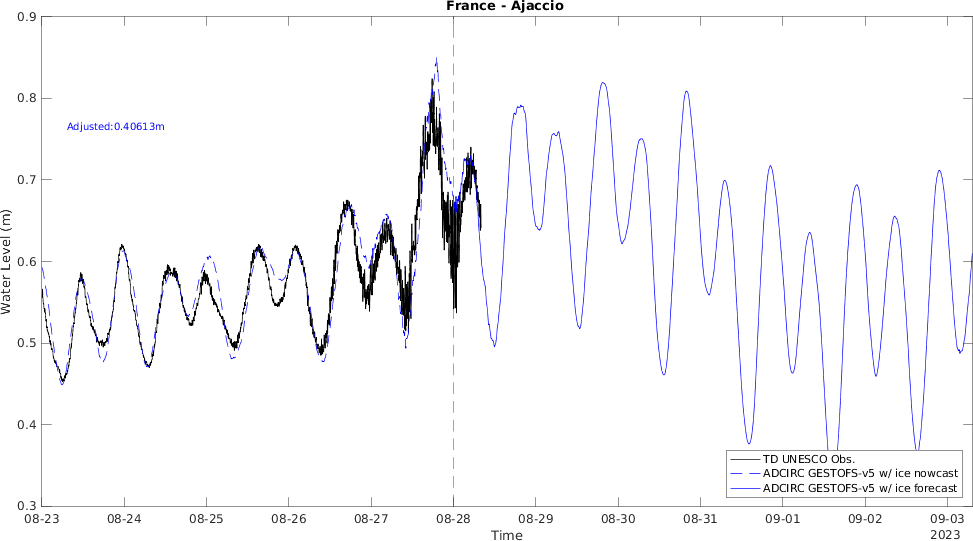 France - Ajaccio
0.9
0.8
0.7
0.6
0.5
0.4
0.3
Water Level (m)
Adjusted:0.40613m
TD UNESCO Obs.
ADCIRC GESTOFS-v5 w/ ice nowcast
ADCIRC GESTOFS-v5 w/ ice forecast
08-23 08-24 08-25 08-26 08-27 08-28 08-29 08-30 08-31 09-01 09-02 09-03
2023
Time